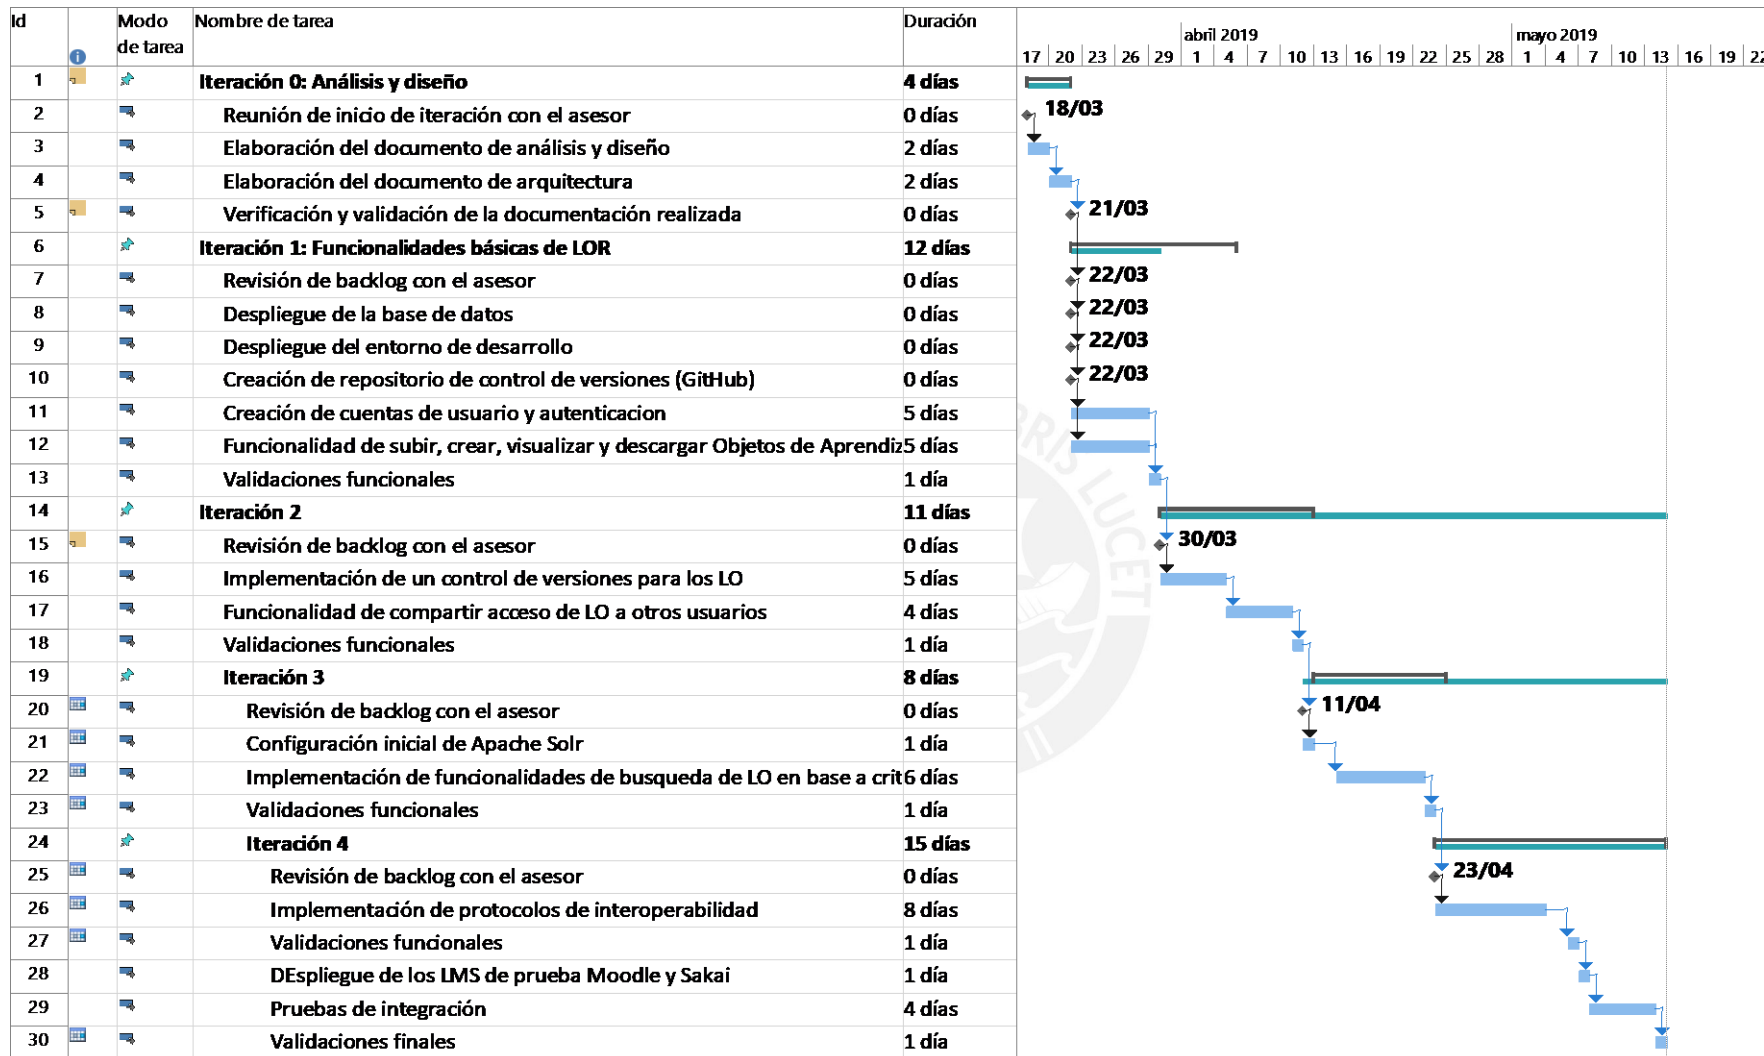 Id Modo de tarea Nombre de tarea Duración
abril 2019 mayo 2019
17 20 23 26 29 1 4 7 10 13 16 19 22 25 28 1 4 7 10 13 16 19 22
1 Iteración 0: Análisis y diseño 4 días
2 Reunión de inicio de iteración con el asesor 0 días 18/03
3 Elaboración del documento de análisis y diseño 2 días
4 Elaboración del documento de arquitectura 2 días
5 Verificación y validación de la documentación realizada 0 días 21/03
6 Iteración 1: Funcionalidades básicas de LOR 12 días
7 Revisión de backlog con el asesor 0 días 22/03
8 Despliegue de la base de datos 0 días 22/03
9 Despliegue del entorno de desarrollo 0 días 22/03
10 Creación de repositorio de control de versiones (GitHub) 0 días 22/03
11 Creación de cuentas de usuario y autenticacion 5 días
12 Funcionalidad de subir, crear, visualizar y descargar Objetos de Aprendiz 5 días
13 Validaciones funcionales 1 día
14 Iteración 2 11 días
15 Revisión de backlog con el asesor 0 días 30/03
16 Implementación de un control de versiones para los LO 5 días
17 Funcionalidad de compartir acceso de LO a otros usuarios 4 días
18 Validaciones funcionales 1 día
19 Iteración 3 8 días
20 Revisión de backlog con el asesor 0 días 11/04
21 Configuración inicial de Apache Solr 1 día
22 Implementación de funcionalidades de busqueda de LO en base a crit 6 días
23 Validaciones funcionales 1 día
24 Iteración 4 15 días
25 Revisión de backlog con el asesor 0 días 23/04
26 Implementación de protocolos de interoperabilidad 8 días
27 Validaciones funcionales 1 día
28 DEspliegue de los LMS de prueba Moodle y Sakai 1 día
29 Pruebas de integración 4 días
30 Validaciones finales 1 día
LUCET